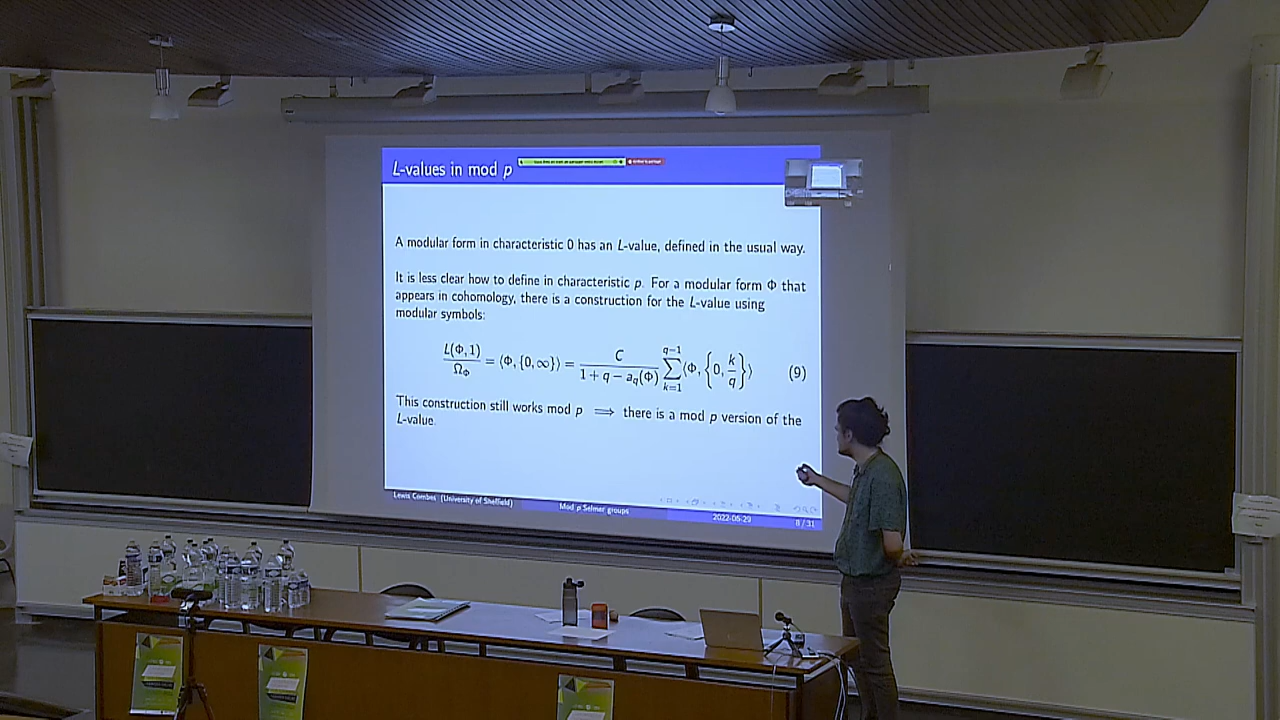 L-values in mod p
A modular form in characteristic 0 has an L-value, defined in the usual way.
It is less clear how to define in characteristic p. For a modular form Φ that
appears in cohomology, there is a construction for the L-value using
modular symbols:
L(Φ, 1)/Ω_Φ = ⟨Φ, {0, ∞}⟩ = C/(1 + q − a_q(Φ)) ∑_{k=1}^{q−1} ⟨Φ, {0, k/q}⟩ (9)
This construction still works mod p ⟹ there is a mod p version of the
L-value.
Lewis Combes (University of Sheffield) Mod p Selmer groups 2022-06-29 8 / 31